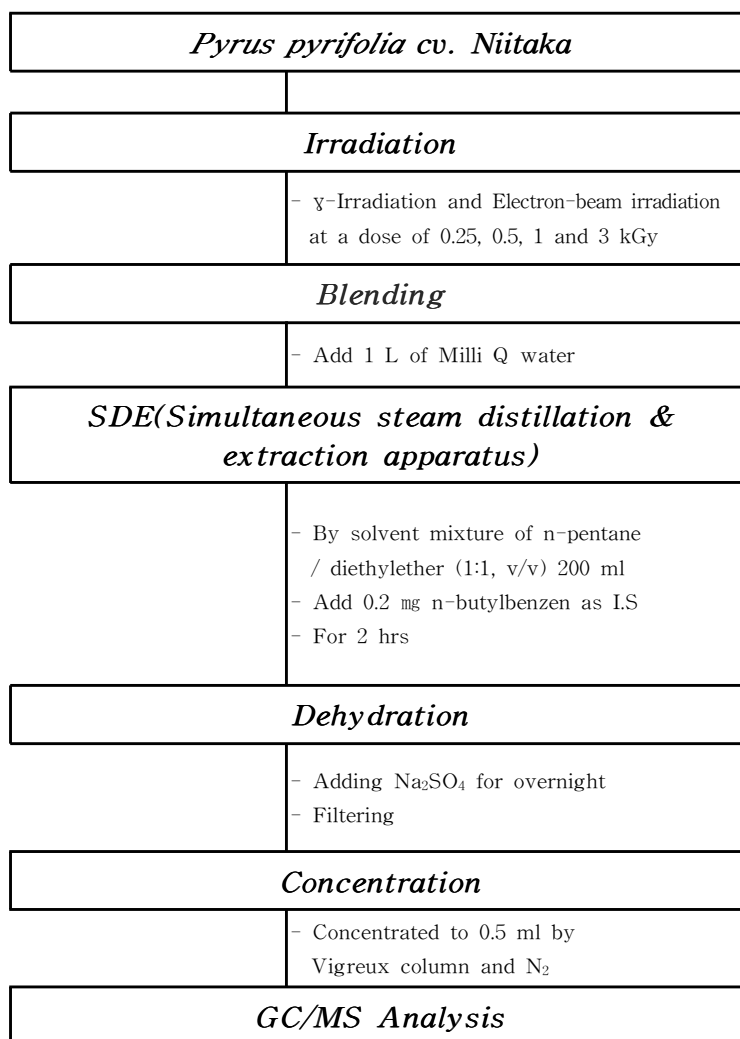 Pyrus pyrifolia cv. Niitaka
Irradiation
- ɣ-Irradiation and Electron-beam irradiation
at a dose of 0.25, 0.5, 1 and 3 kGy
Blending
- Add 1 L of Milli Q water
SDE(Simultaneous steam distillation &
extraction apparatus)
- By solvent mixture of n-pentane
/ diethylether (1:1, v/v) 200 ml
- Add 0.2 ㎎ n-butylbenzen as I.S
- For 2 hrs
Dehydration
- Adding Na₂SO₄ for overnight
- Filtering
Concentration
- Concentrated to 0.5 ml by
Vigreux column and N₂
GC/MS Analysis